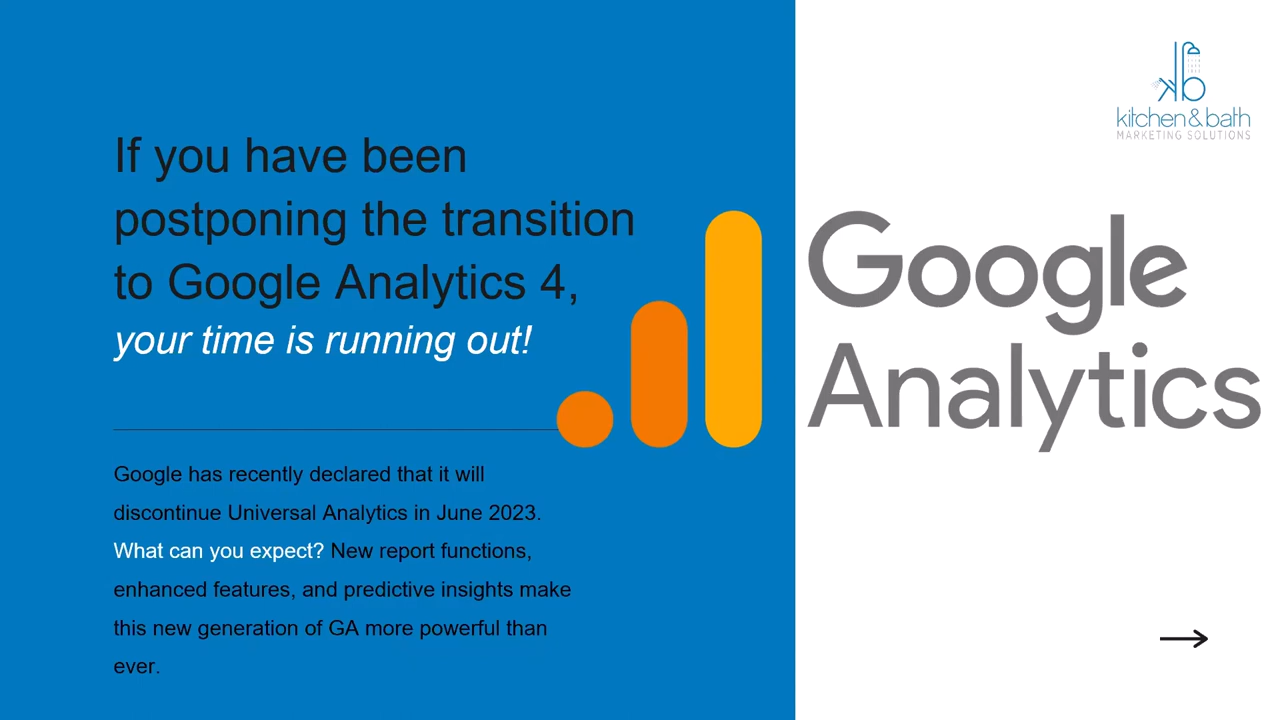 If you have been
postponing the transition
to Google Analytics 4,
your time is running out!
Google has recently declared that it will
discontinue Universal Analytics in June 2023.
What can you expect? New report functions,
enhanced features, and predictive insights make
this new generation of GA more powerful than
ever.
kb
kitchen & bath
MARKETING SOLUTIONS
Google
Analytics